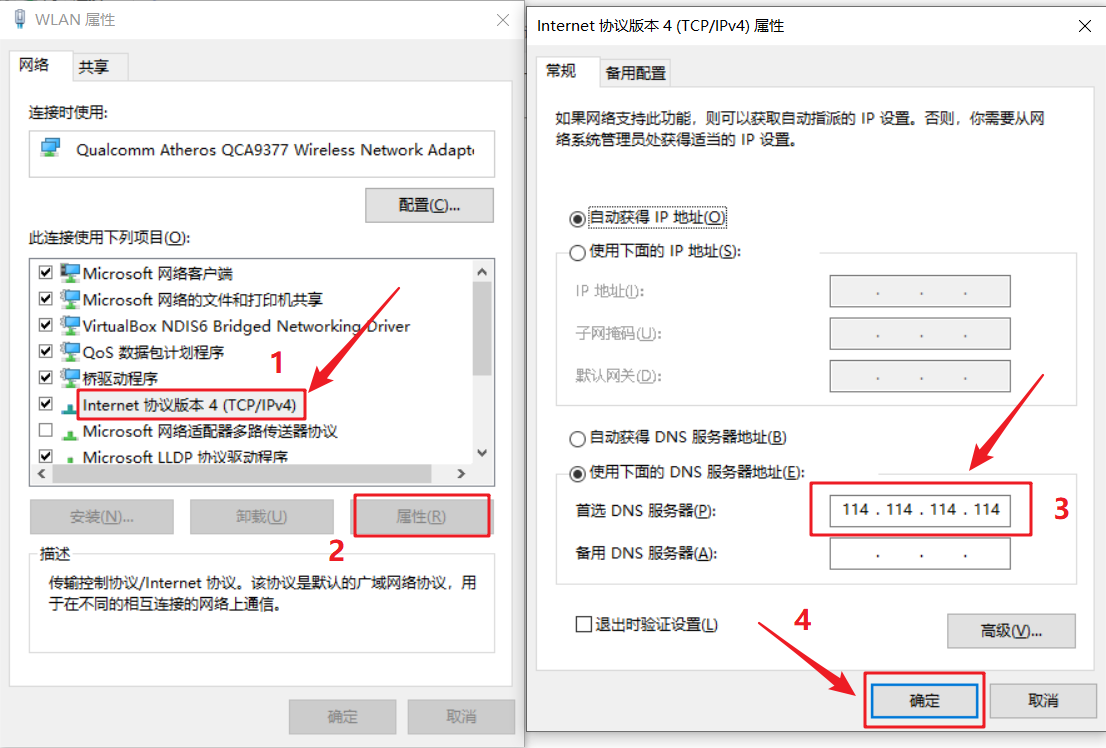 WLAN 属性
网络
共享
连接时使用:
Qualcomm Atheros QCA9377 Wireless Network Adapt
配置(C)...
此连接使用下列项目(O):
Microsoft 网络客户端
Microsoft 网络的文件和打印机共享
VirtualBox NDIS6 Bridged Networking Driver
QoS 数据包计划程序
桥驱动程序
Internet 协议版本 4 (TCP/IPv4)
Microsoft 网络适配器多路传送器协议
Microsoft LLDP 协议驱动程序
1
安装(N)...
卸载(U)
属性(R)
2
描述
传输控制协议/Internet 协议。该协议是默认的广域网络协议，用
于在不同的相互连接的网络上通信。
确定
取消
Internet 协议版本 4 (TCP/IPv4) 属性
常规
备用配置
如果网络支持此功能，则可以获取自动指派的 IP 设置。否则，你需要从网
络系统管理员处获得适当的 IP 设置。
自动获得 IP 地址(O)
使用下面的 IP 地址(S):
IP 地址(I):
子网掩码(U):
默认网关(D):
自动获得 DNS 服务器地址(B)
使用下面的 DNS 服务器地址(E):
首选 DNS 服务器(P):
114 . 114 . 114 . 114
3
备用 DNS 服务器(A):
退出时验证设置(L)
4
高级(V)...
确定
取消